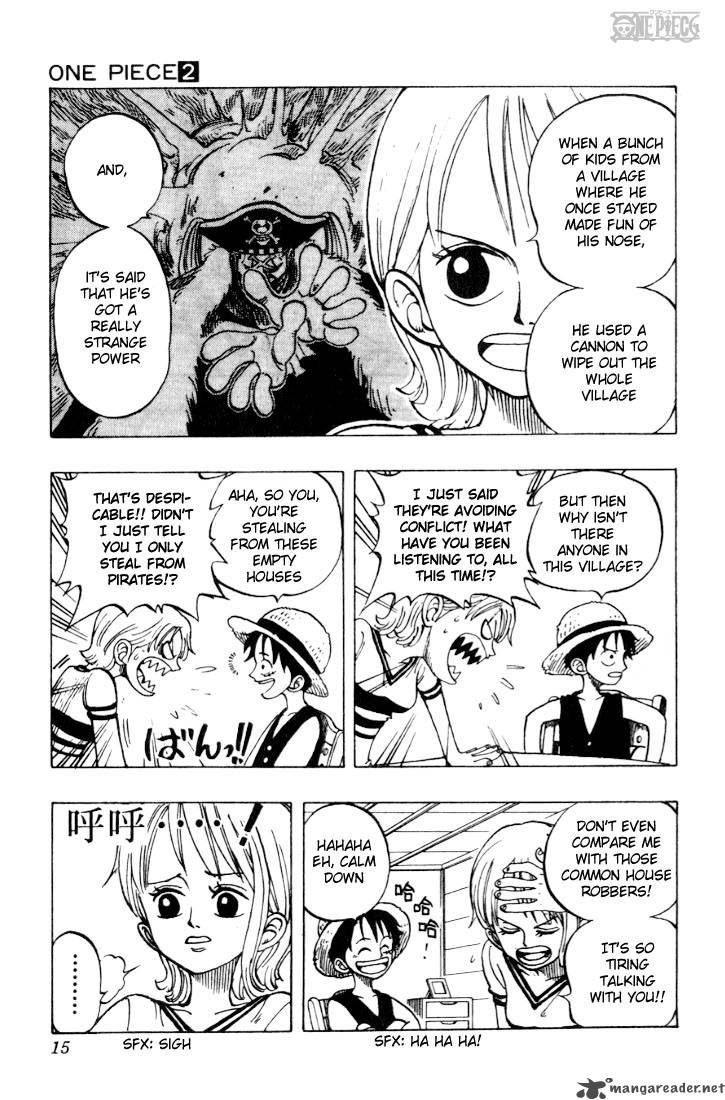 ワンピース
ONE PIECE
ONE PIECE 2
WHEN A BUNCH
OF KIDS FROM
A VILLAGE
WHERE HE
ONCE STAYED
MADE FUN OF
HIS NOSE,
HE USED A
CANNON TO
WIPE OUT THE
WHOLE
VILLAGE
AND,
IT'S SAID
THAT HE'S
GOT A
REALLY
STRANGE
POWER
BUT THEN
WHY ISN'T
THERE
ANYONE IN
THIS VILLAGE?
I JUST SAID
THEY'RE AVOIDING
CONFLICT! WHAT
HAVE YOU BEEN
LISTENING TO, ALL
THIS TIME!?
AHA, SO YOU,
YOU'RE
STEALING
FROM THESE
EMPTY
HOUSES
THAT'S DESPI-
CABLE!! DIDN'T
I JUST TELL
YOU I ONLY
STEAL FROM
PIRATES!?
ばんっ!!
DON'T EVEN
COMPARE ME
WITH THOSE
COMMON HOUSE
ROBBERS!
IT'S SO
TIRING
TALKING
WITH YOU!!
HAHAHA
EH, CALM
DOWN
哈哈哈!
SFX: HA HA HA!
呼呼・・・・!
.........
SFX: SIGH
15
mangareader.net